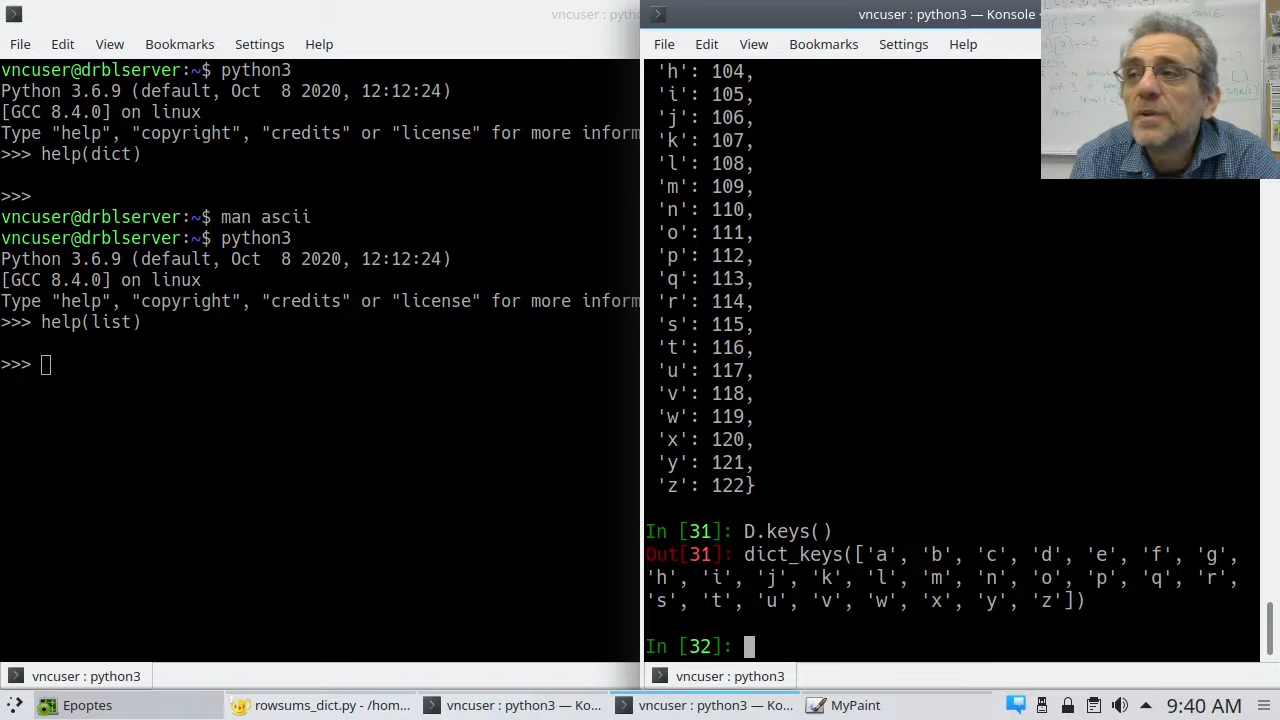 vncuser : pytho
File Edit View Bookmarks Settings Help
vncuser@drblserver:~$ python3
Python 3.6.9 (default, Oct  8 2020, 12:12:24)
[GCC 8.4.0] on linux
Type "help", "copyright", "credits" or "license" for more inform
>>> help(dict)
>>>
vncuser@drblserver:~$ man ascii
vncuser@drblserver:~$ python3
Python 3.6.9 (default, Oct  8 2020, 12:12:24)
[GCC 8.4.0] on linux
Type "help", "copyright", "credits" or "license" for more inform
>>> help(list)
>>>
vncuser : python3
vncuser : python3 — Konsole
File Edit View Bookmarks Settings Help
'h': 104,
'i': 105,
'j': 106,
'k': 107,
'l': 108,
'm': 109,
'n': 110,
'o': 111,
'p': 112,
'q': 113,
'r': 114,
's': 115,
't': 116,
'u': 117,
'v': 118,
'w': 119,
'x': 120,
'y': 121,
'z': 122}
In [31]: D.keys()
Out[31]: dict_keys(['a', 'b', 'c', 'd', 'e', 'f', 'g',
'h', 'i', 'j', 'k', 'l', 'm', 'n', 'o', 'p', 'q', 'r',
's', 't', 'u', 'v', 'w', 'x', 'y', 'z'])
In [32]:
vncuser : python3
Epoptes rowsums_dict.py - /hom... vncuser : python3 — Ko... vncuser : python3 — Ko... MyPaint 9:40 AM